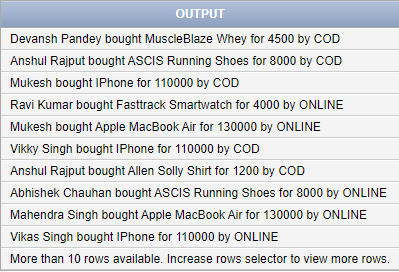 OUTPUT
Devansh Pandey bought MuscleBlaze Whey for 4500 by COD
Anshul Rajput bought ASCIS Running Shoes for 8000 by COD
Mukesh bought IPhone for 110000 by COD
Ravi Kumar bought Fasttrack Smartwatch for 4000 by ONLINE
Mukesh bought Apple MacBook Air for 130000 by ONLINE
Vikky Singh bought IPhone for 110000 by COD
Anshul Rajput bought Allen Solly Shirt for 1200 by COD
Abhishek Chauhan bought ASCIS Running Shoes for 8000 by ONLINE
Mahendra Singh bought Apple MacBook Air for 130000 by ONLINE
Vikas Singh bought IPhone for 110000 by ONLINE
More than 10 rows available. Increase rows selector to view more rows.